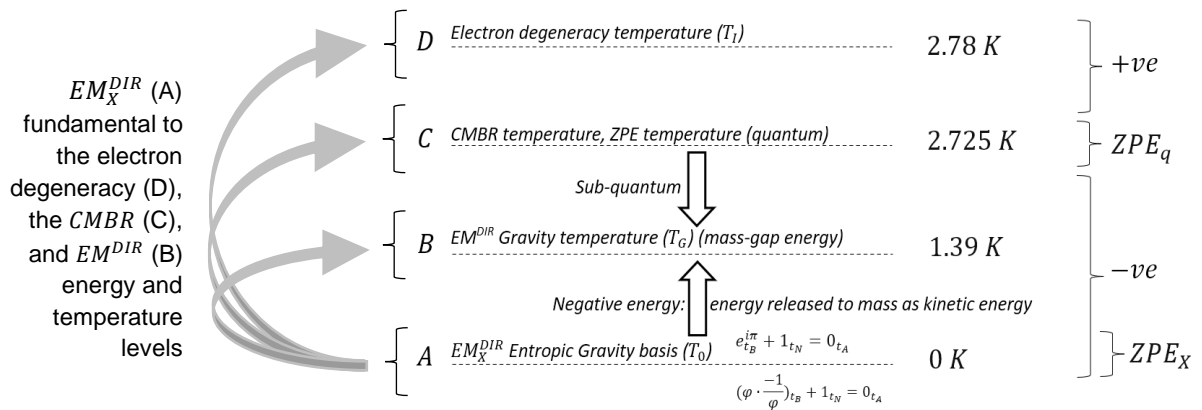 D Electron degeneracy temperature (T_I) 2.78 K
+ve
EM_X^{DIR} (A)
fundamental to
the electron
degeneracy (D),
the CMBR (C),
and EM^{DIR} (B)
energy and
temperature
levels
C CMBR temperature, ZPE temperature (quantum) 2.725 K
ZPE_q
Sub-quantum
B EM^{DIR} Gravity temperature (T_G) (mass-gap energy) 1.39 K
-ve
Negative energy: energy released to mass as kinetic energy
A EM_X^{DIR} Entropic Gravity basis (T_0) e_{t_B}^{iπ} + 1_{t_N} = 0_{t_A} 0 K
ZPE_X
(φ · \frac{-1}{φ})_{t_B} + 1_{t_N} = 0_{t_A}